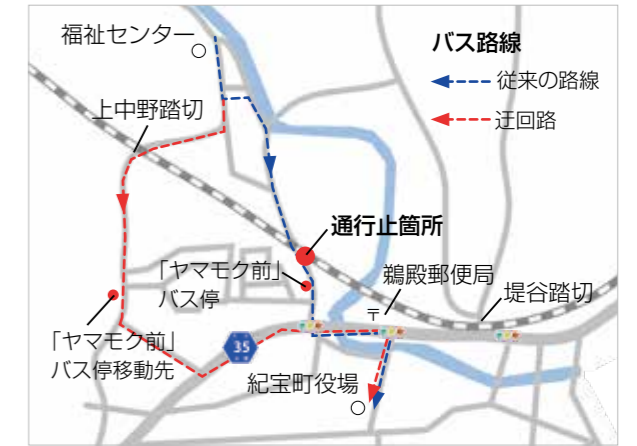 福祉センター
バス路線
従来の路線
迂回路
上中野踏切
通行止箇所
「ヤマモク前」
バス停
鵜殿郵便局
〒
堤谷踏切
「ヤマモク前」
バス停移動先
35
紀宝町役場